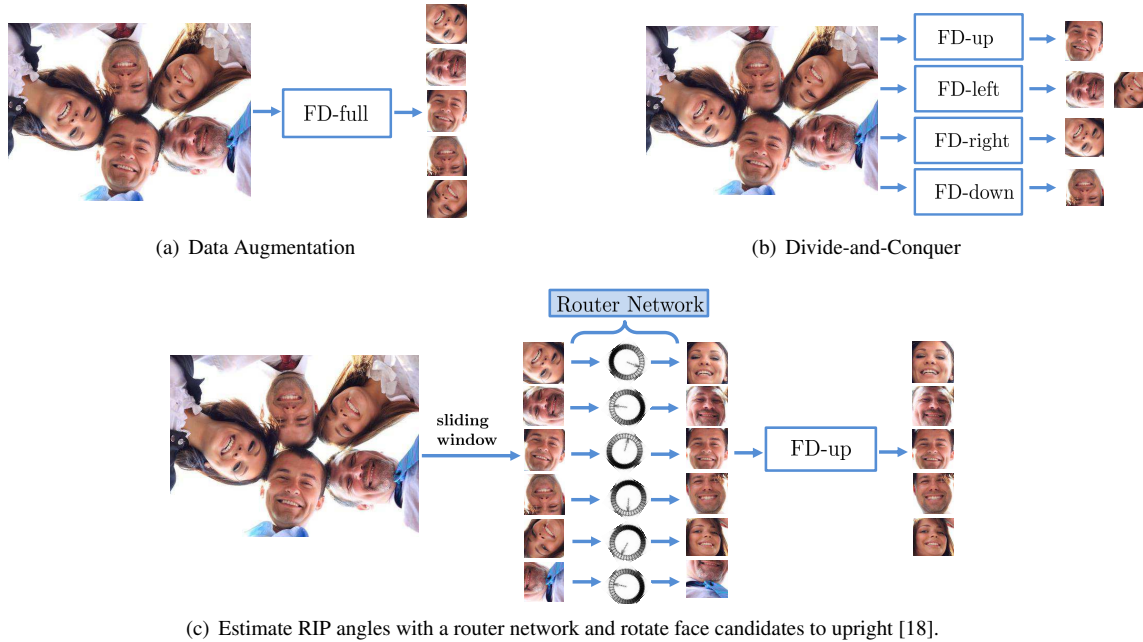 FD-full
(a) Data Augmentation
FD-up
FD-left
FD-right
FD-down
(b) Divide-and-Conquer
Router Network
sliding
window
FD-up
(c) Estimate RIP angles with a router network and rotate face candidates to upright [18].